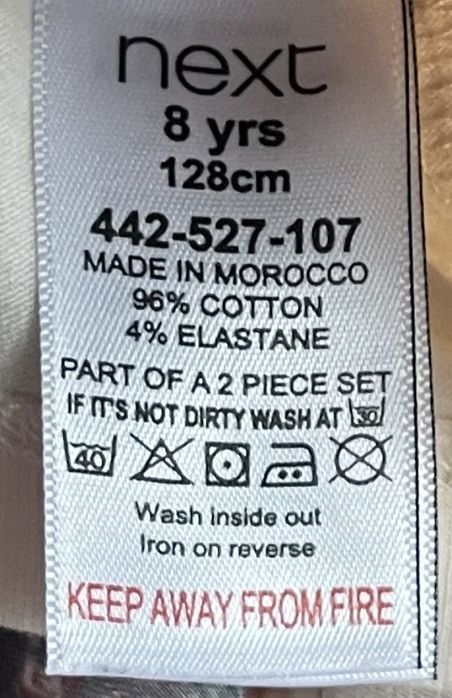 next
8 yrs
128cm
442-527-107
MADE IN MOROCCO
96% COTTON
4% ELASTANE
PART OF A 2 PIECE SET
IF IT'S NOT DIRTY WASH AT 30
40
Wash inside out
Iron on reverse
KEEP AWAY FROM FIRE